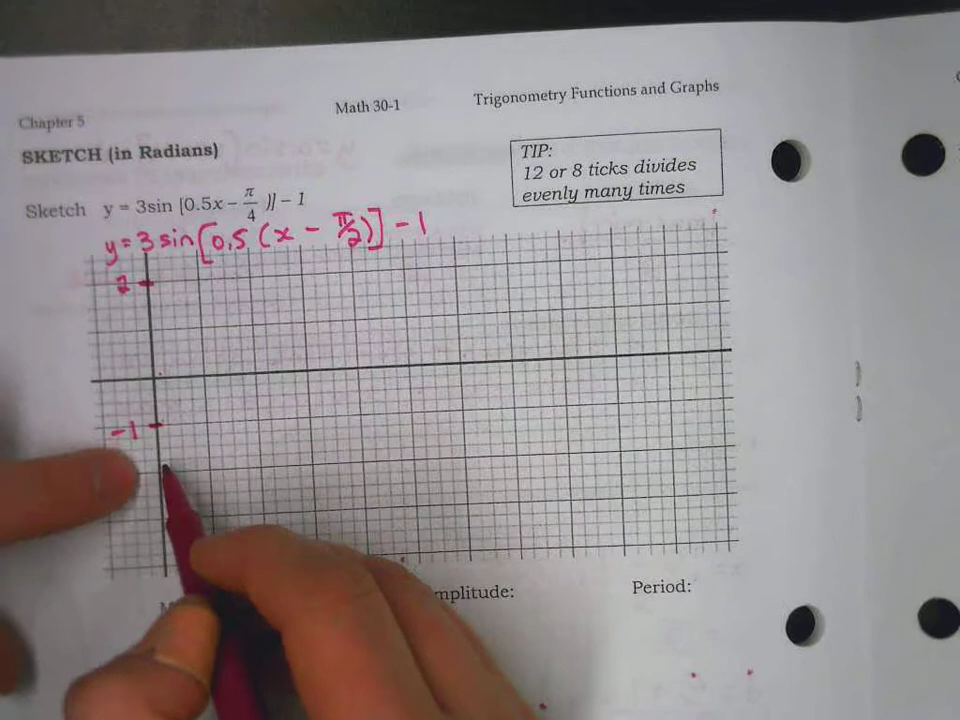 Chapter 5
Math 30-1
Trigonometry Functions and Graphs
SKETCH (in Radians)
TIP:
12 or 8 ticks divides
evenly many times
Sketch y = 3sin [0.5x - π/4 )] - 1
y = 3 sin [0.5 (x - π/2)] - 1
2
-1
mplitude:
Period: